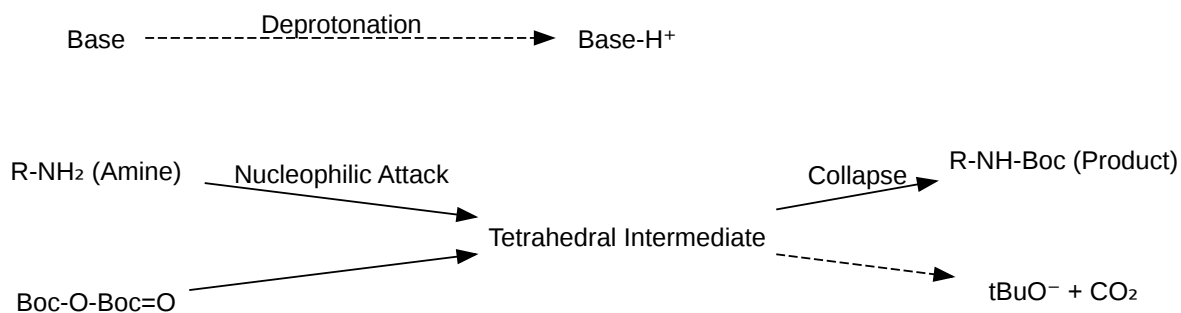 Deprotonation
Base
Base-H⁺
R-NH₂ (Amine)
Nucleophilic Attack
Collapse
R-NH-Boc (Product)
Tetrahedral Intermediate
Boc-O-Boc=O
tBuO⁻ + CO₂